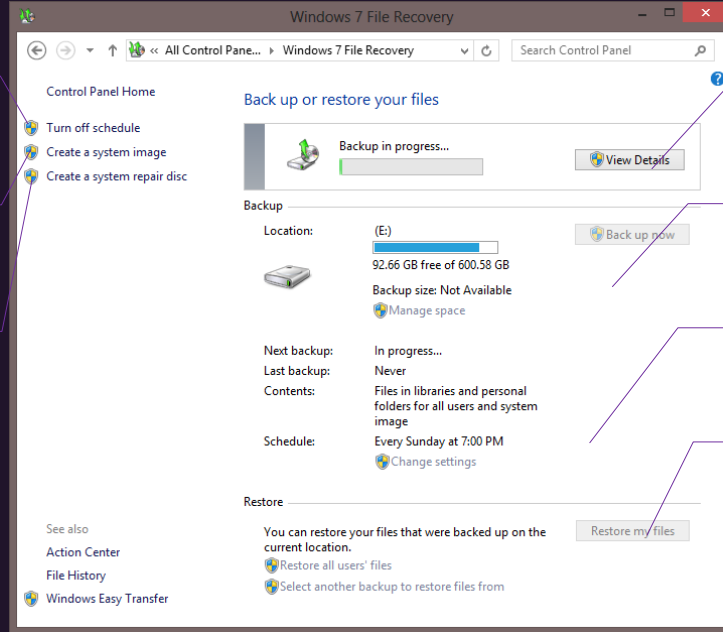 Windows 7 File Recovery
« All Control Pane... Windows 7 File Recovery Search Control Panel
Control Panel Home
Turn off schedule
Create a system image
Create a system repair disc
Back up or restore your files
Backup in progress...
View Details
Backup
Location: (E:)
Back up now
92.66 GB free of 600.58 GB
Backup size: Not Available
Manage space
Next backup: In progress...
Last backup: Never
Contents: Files in libraries and personal
folders for all users and system
image
Schedule: Every Sunday at 7:00 PM
Change settings
Restore
You can restore your files that were backed up on the
current location.
Restore my files
Restore all users' files
Select another backup to restore files from
See also
Action Center
File History
Windows Easy Transfer